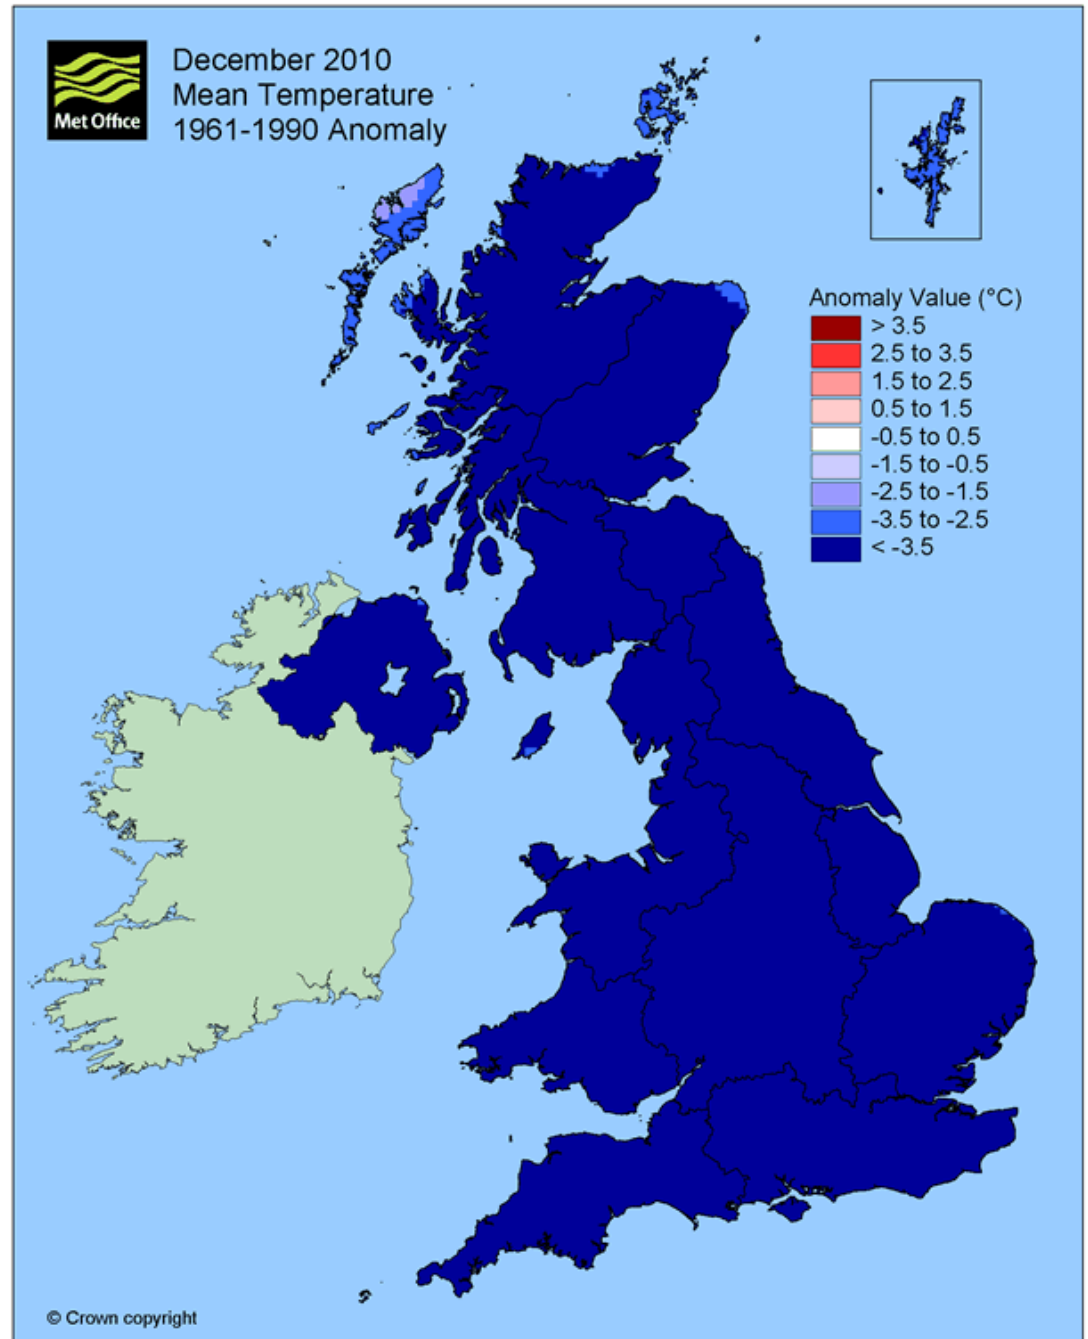 Met Office
December 2010
Mean Temperature
1961-1990 Anomaly
Anomaly Value (°C)
> 3.5
2.5 to 3.5
1.5 to 2.5
0.5 to 1.5
-0.5 to 0.5
-1.5 to -0.5
-2.5 to -1.5
-3.5 to -2.5
< -3.5
© Crown copyright